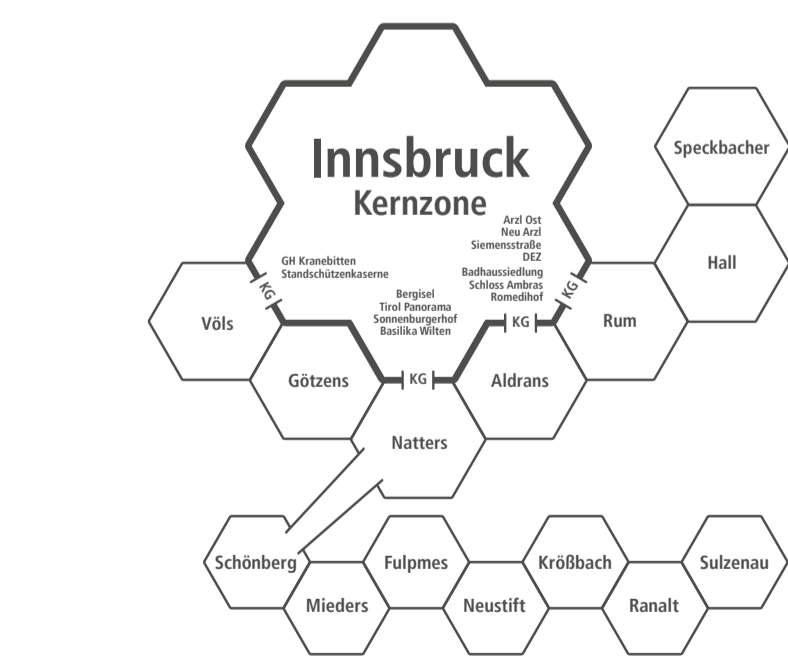 Innsbruck
Kernzone
Speckbacher
Arzl Ost
Neu Arzl
Siemensstraße
DEZ
Badhaussiedlung
Schloss Ambras
Romedihof
GH Kranebitten
Standschützenkaserne
Bergisel
Tirol Panorama
Sonnenburgerhof
Basilika Wilten
KG
KG
KG
KG
Hall
Völs
Rum
Götzens
Aldrans
Natters
Schönberg
Fulpmes
Krößbach
Sulzenau
Mieders
Neustift
Ranalt